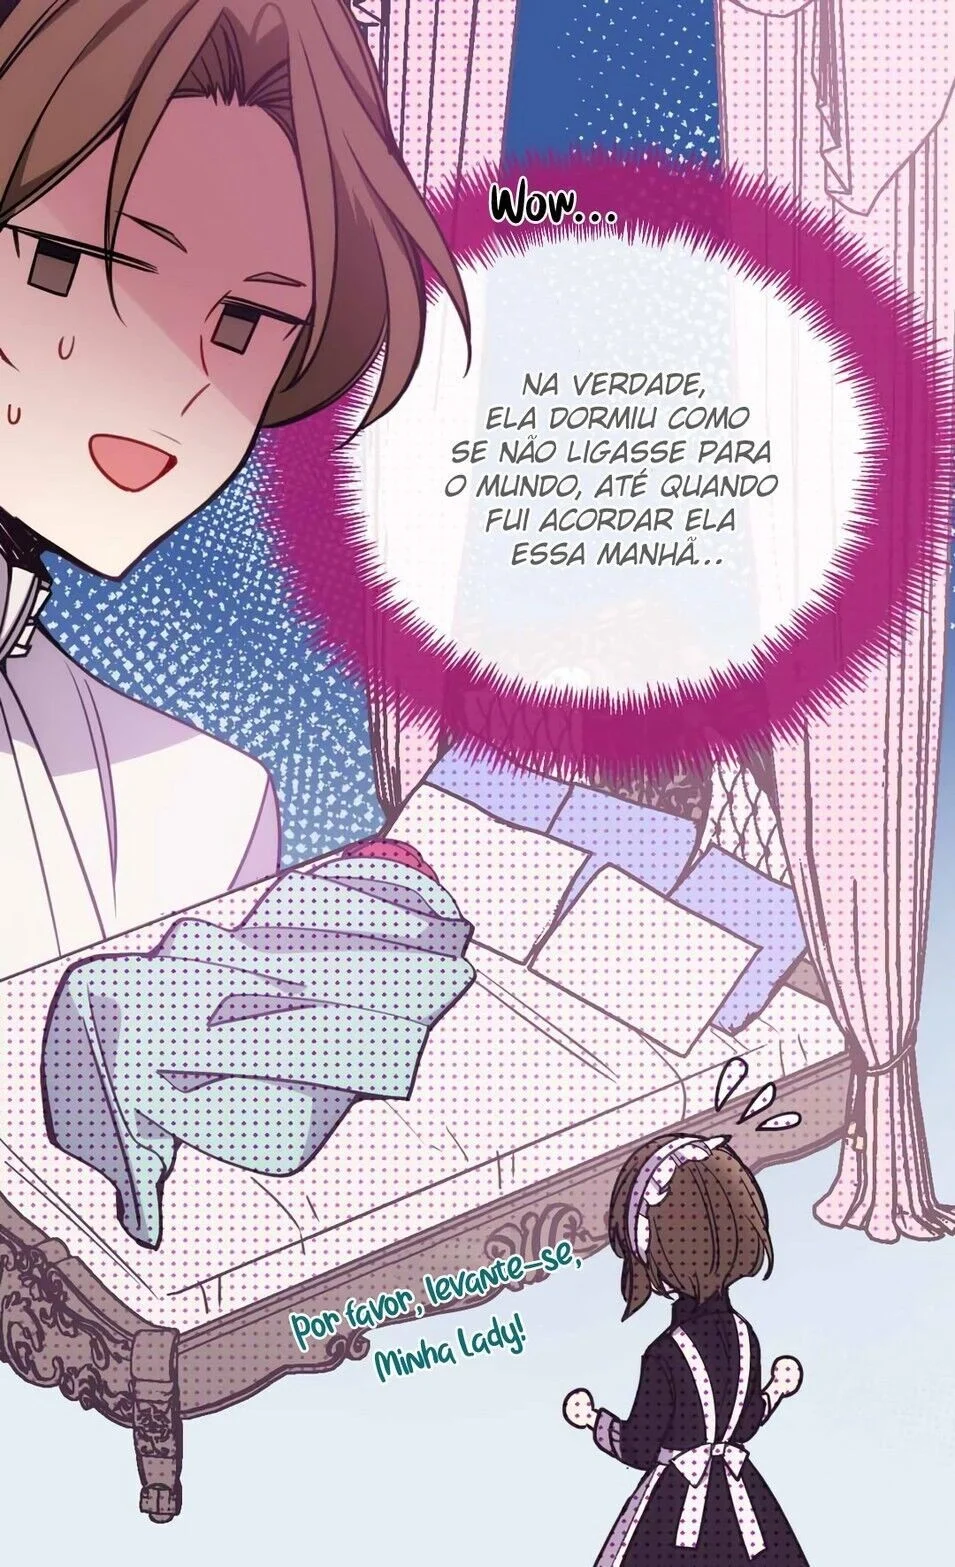 Wow...
NA VERDADE,
ELA DORMIU COMO
SE NÃO LIGASSE PARA
O MUNDO, ATÉ QUANDO
FUI ACORDAR ELA
ESSA MANHÃ...
Por favor, levante-se,
Minha Lady!